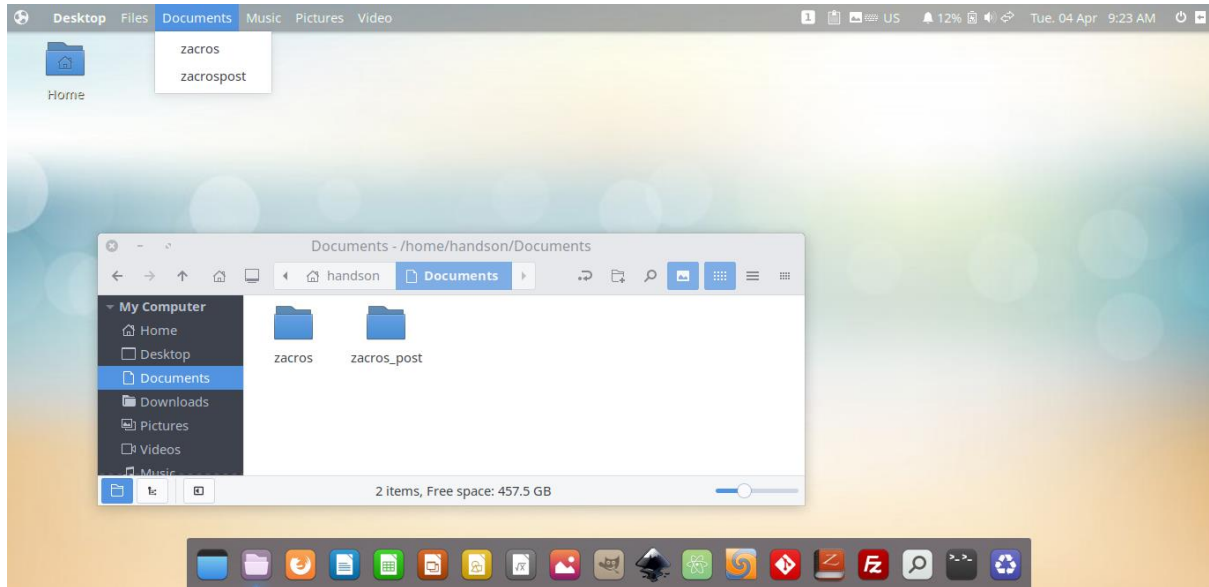 Desktop Files Documents Music Pictures Video 1 US 12% Tue. 04 Apr 9:23 AM
zacros
zacrospost
Home
Documents - /home/handson/Documents
handson Documents
My Computer
Home
Desktop
Documents
Downloads
Pictures
Videos
Music
zacros zacros_post
2 items, Free space: 457.5 GB